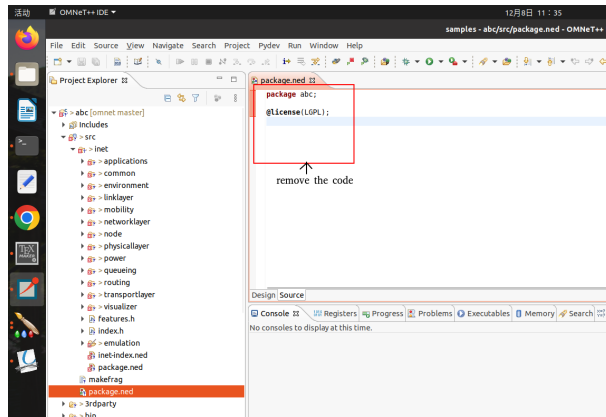 活动
OMNeT++ IDE ▾
12月8日 11：35
samples - abc/src/package.ned - OMNeT++
File Edit Source View Navigate Search Project Pydev Run Window Help
Project Explorer
package.ned
package abc;
@license(LGPL);
remove the code
> abc [omnet master]
Includes
> src
> inet
> applications
> common
> environment
> linklayer
> mobility
> networklayer
> node
> physicallayer
> power
> queueing
> routing
> transportlayer
> visualizer
features.h
index.h
> emulation
inet-index.ned
package.ned
makefrag
package.ned
> 3rdparty
> bin
Design Source
Console Registers Progress Problems Executables Memory Search
No consoles to display at this time.
TEX
MAKER